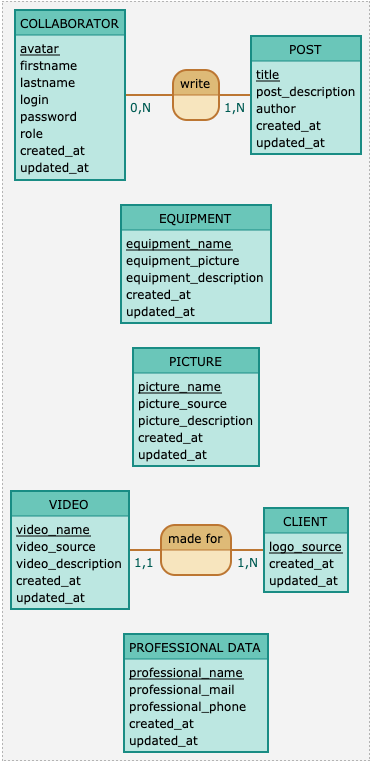 COLLABORATOR
avatar
firstname
lastname
login
password
role
created_at
updated_at
0,N
write
1,N
POST
title
post_description
author
created_at
updated_at
EQUIPMENT
equipment_name
equipment_picture
equipment_description
created_at
updated_at
PICTURE
picture_name
picture_source
picture_description
created_at
updated_at
VIDEO
video_name
video_source
video_description
created_at
updated_at
1,1
made for
1,N
CLIENT
logo_source
created_at
updated_at
PROFESSIONAL DATA
professional_name
professional_mail
professional_phone
created_at
updated_at